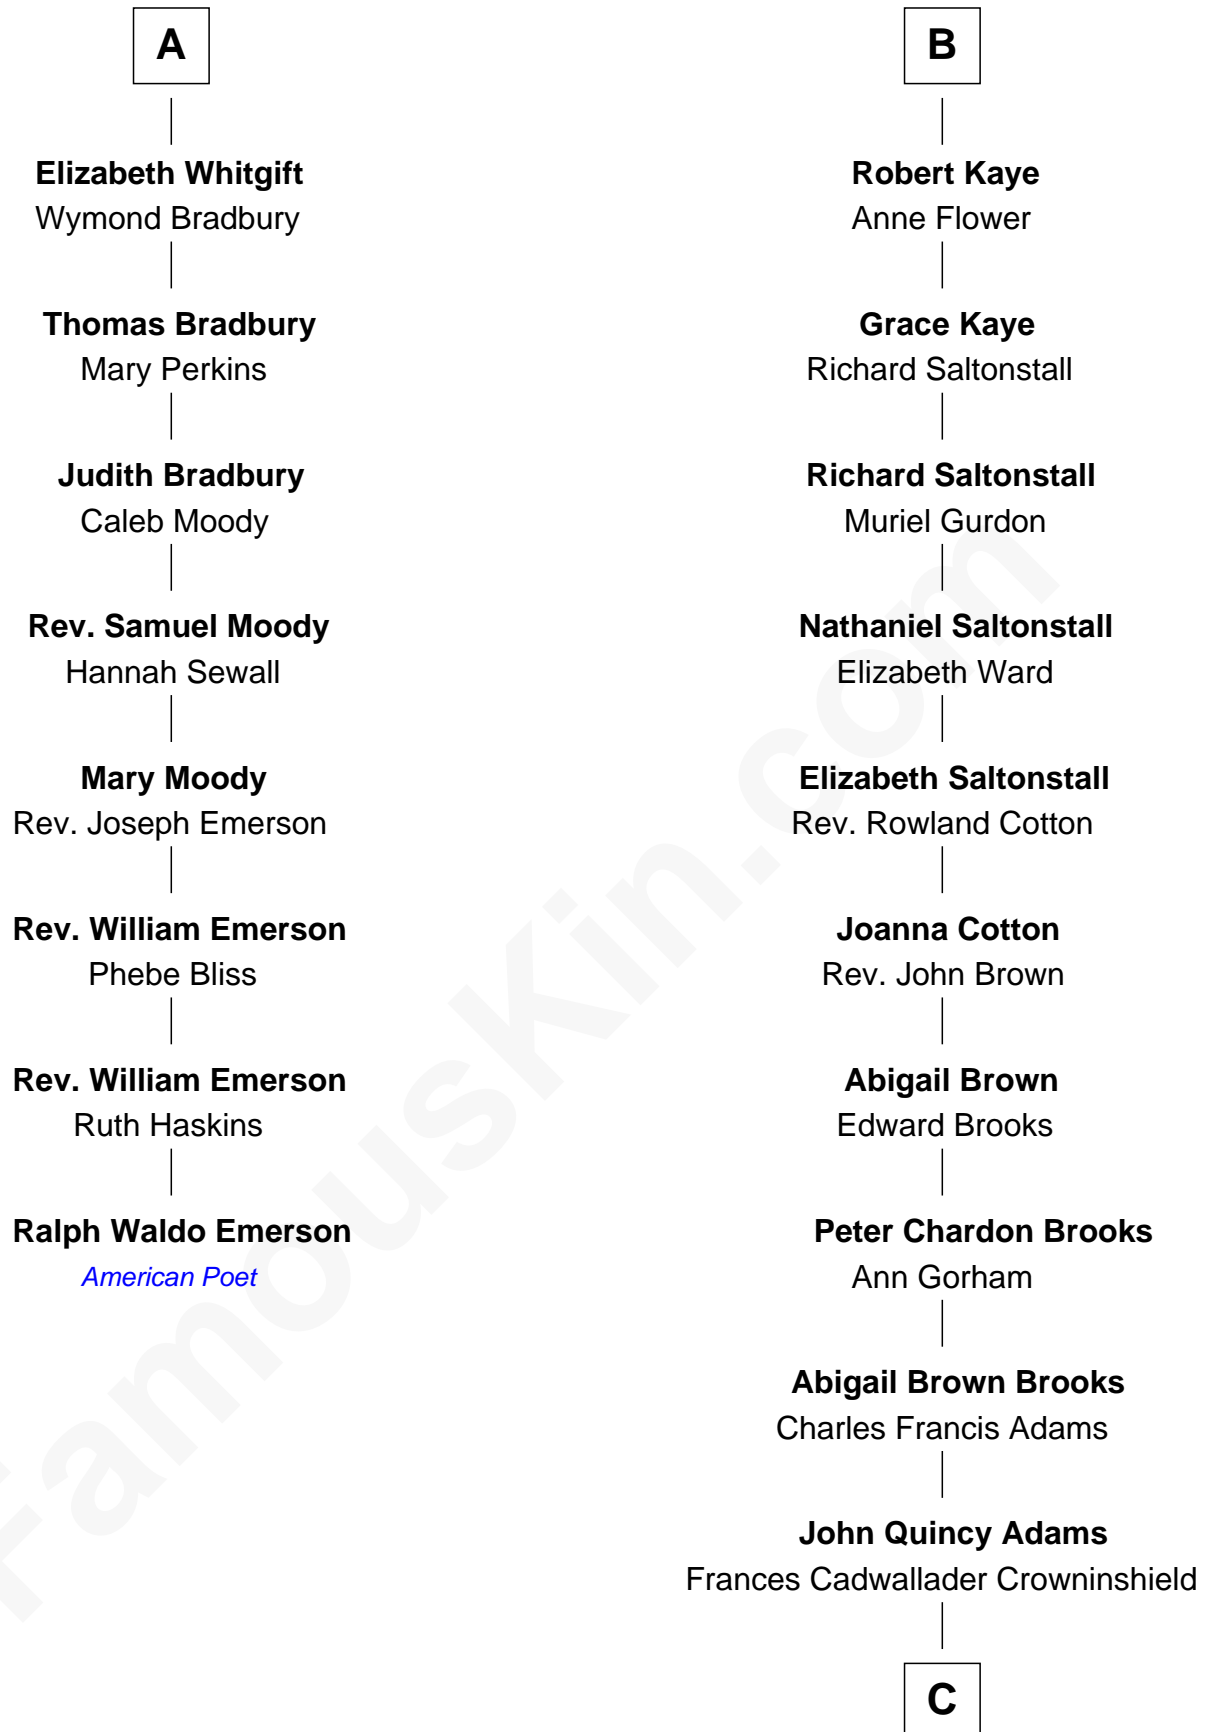 A
Elizabeth Whitgift
Wymond Bradbury
Thomas Bradbury
Mary Perkins
Judith Bradbury
Caleb Moody
Rev. Samuel Moody
Hannah Sewall
Mary Moody
Rev. Joseph Emerson
Rev. William Emerson
Phebe Bliss
Rev. William Emerson
Ruth Haskins
Ralph Waldo Emerson
American Poet
B
Robert Kaye
Anne Flower
Grace Kaye
Richard Saltonstall
Richard Saltonstall
Muriel Gurdon
Nathaniel Saltonstall
Elizabeth Ward
Elizabeth Saltonstall
Rev. Rowland Cotton
Joanna Cotton
Rev. John Brown
Abigail Brown
Edward Brooks
Peter Chardon Brooks
Ann Gorham
Abigail Brown Brooks
Charles Francis Adams
John Quincy Adams
Frances Cadwallader Crowninshield
C
FamousKin.com